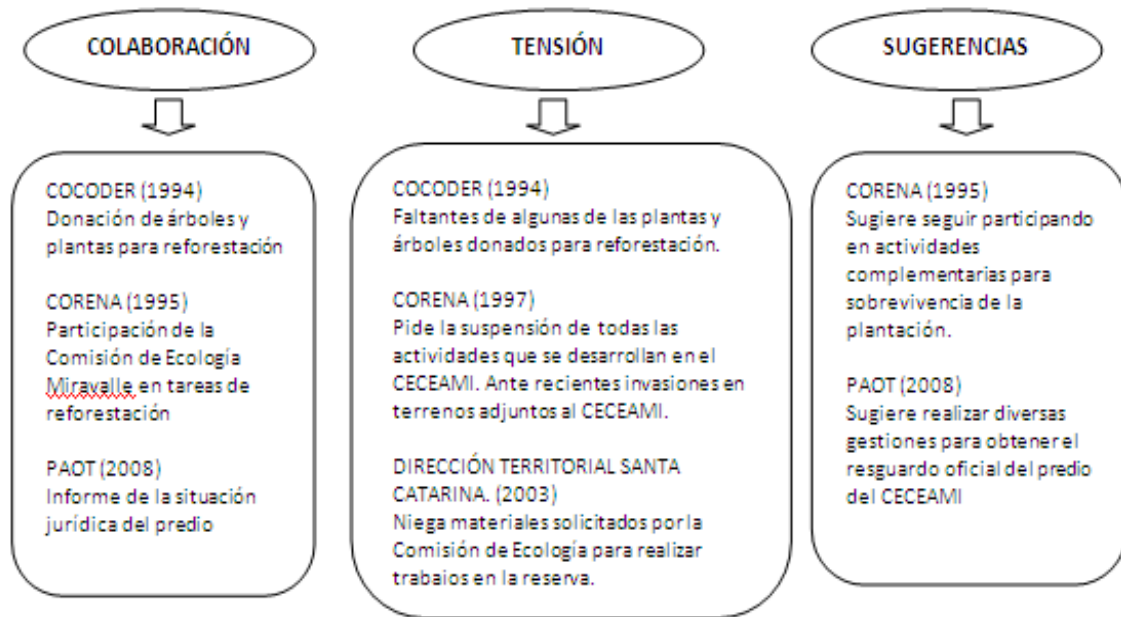 COLABORACIÓN
COCODER (1994)
Donación de árboles y
plantas para reforestación
CORENA (1995)
Participación de la
Comisión de Ecología
Miravalle en tareas de
reforestación
PAOT (2008)
Informe de la situación
jurídica del predio
TENSIÓN
COCODER (1994)
Faltantes de algunas de las plantas y
árboles donados para reforestación.
CORENA (1997)
Pide la suspensión de todas las
actividades que se desarrollan en el
CECEAMI. Ante recientes invasiones en
terrenos adjuntos al CECEAMI.
DIRECCIÓN TERRITORIAL SANTA
CATARINA. (2003)
Niega materiales solicitados por la
Comisión de Ecología para realizar
trabajos en la reserva.
SUGERENCIAS
CORENA (1995)
Sugiere seguir participando
en actividades
complementarias para
sobrevivencia de la
plantación.
PAOT (2008)
Sugiere realizar diversas
gestiones para obtener el
resguardo oficial del predio
del CECEAMI